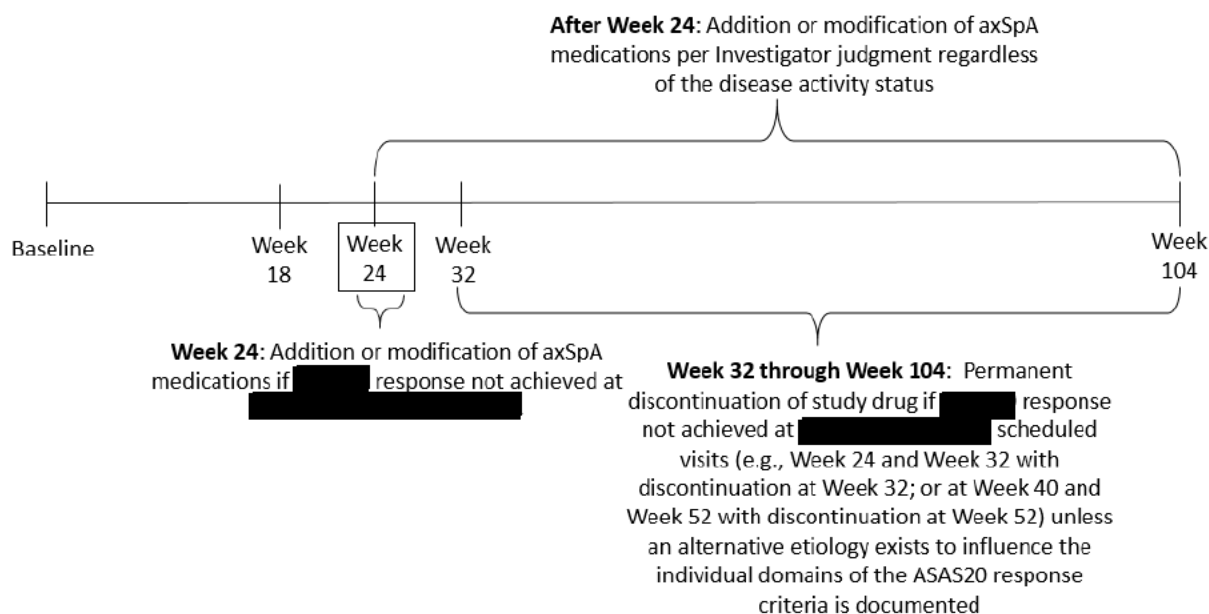 After Week 24: Addition or modification of axSpA
medications per Investigator judgment regardless
of the disease activity status
Baseline
Week
18
Week
24
Week
32
Week
104
Week 24: Addition or modification of axSpA
medications if response not achieved at
Week 32 through Week 104: Permanent
discontinuation of study drug if response
not achieved at scheduled
visits (e.g., Week 24 and Week 32 with
discontinuation at Week 32; or at Week 40 and
Week 52 with discontinuation at Week 52) unless
an alternative etiology exists to influence the
individual domains of the ASAS20 response
criteria is documented